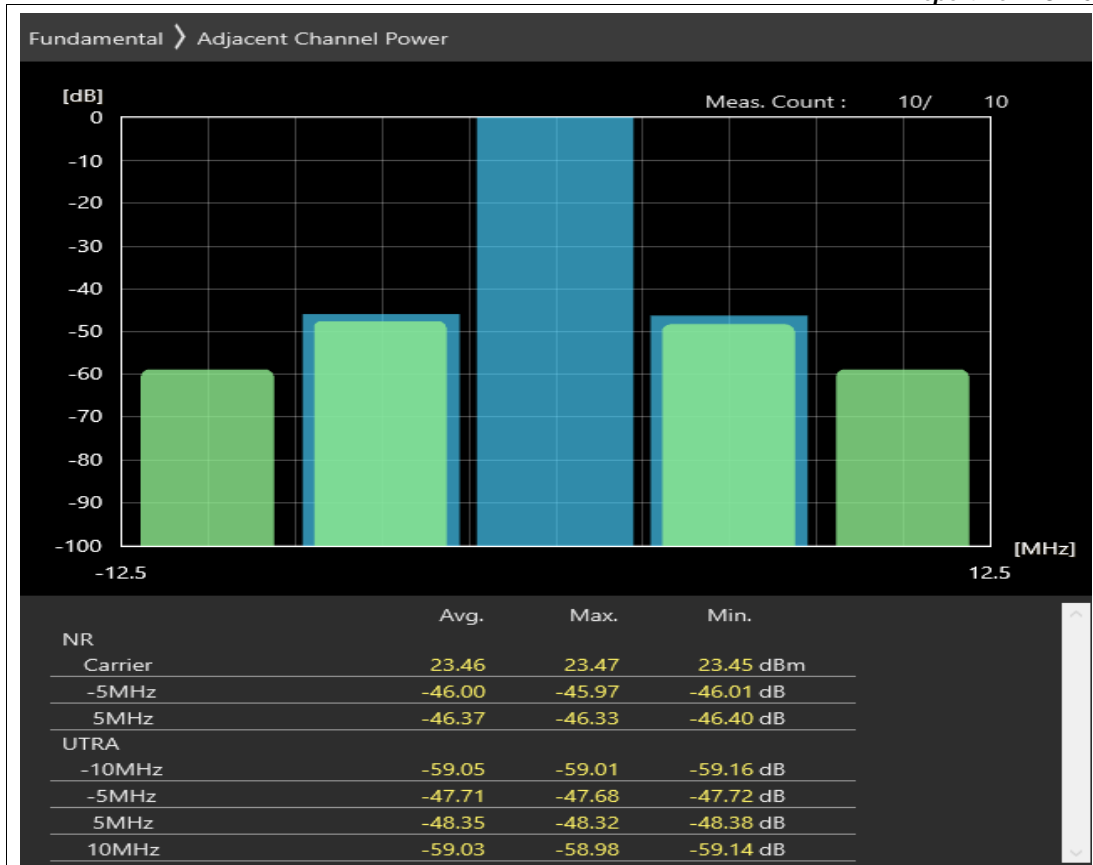 Fundamental ❯ Adjacent Channel Power
[dB]
Meas. Count : 10/ 10
0
-10
-20
-30
-40
-50
-60
-70
-80
-90
-100
[MHz]
-12.5 12.5
Avg. Max. Min.
NR
Carrier 23.46 23.47 23.45 dBm
-5MHz -46.00 -45.97 -46.01 dB
5MHz -46.37 -46.33 -46.40 dB
UTRA
-10MHz -59.05 -59.01 -59.16 dB
-5MHz -47.71 -47.68 -47.72 dB
5MHz -48.35 -48.32 -48.38 dB
10MHz -59.03 -58.98 -59.14 dB